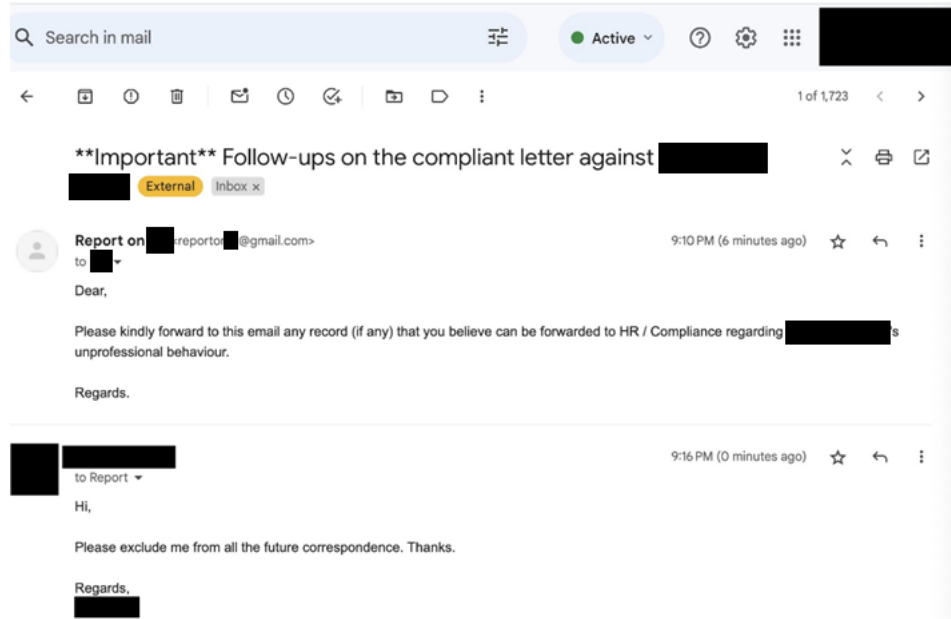 Search in mail
Active
1 of 1,723
**Important** Follow-ups on the compliant letter against
External Inbox ×
Report on <reporton @gmail.com> 9:10 PM (6 minutes ago)
to
Dear,
Please kindly forward to this email any record (if any) that you believe can be forwarded to HR / Compliance regarding 's
unprofessional behaviour.
Regards.
9:16 PM (0 minutes ago)
to Report
Hi,
Please exclude me from all the future correspondence. Thanks.
Regards,